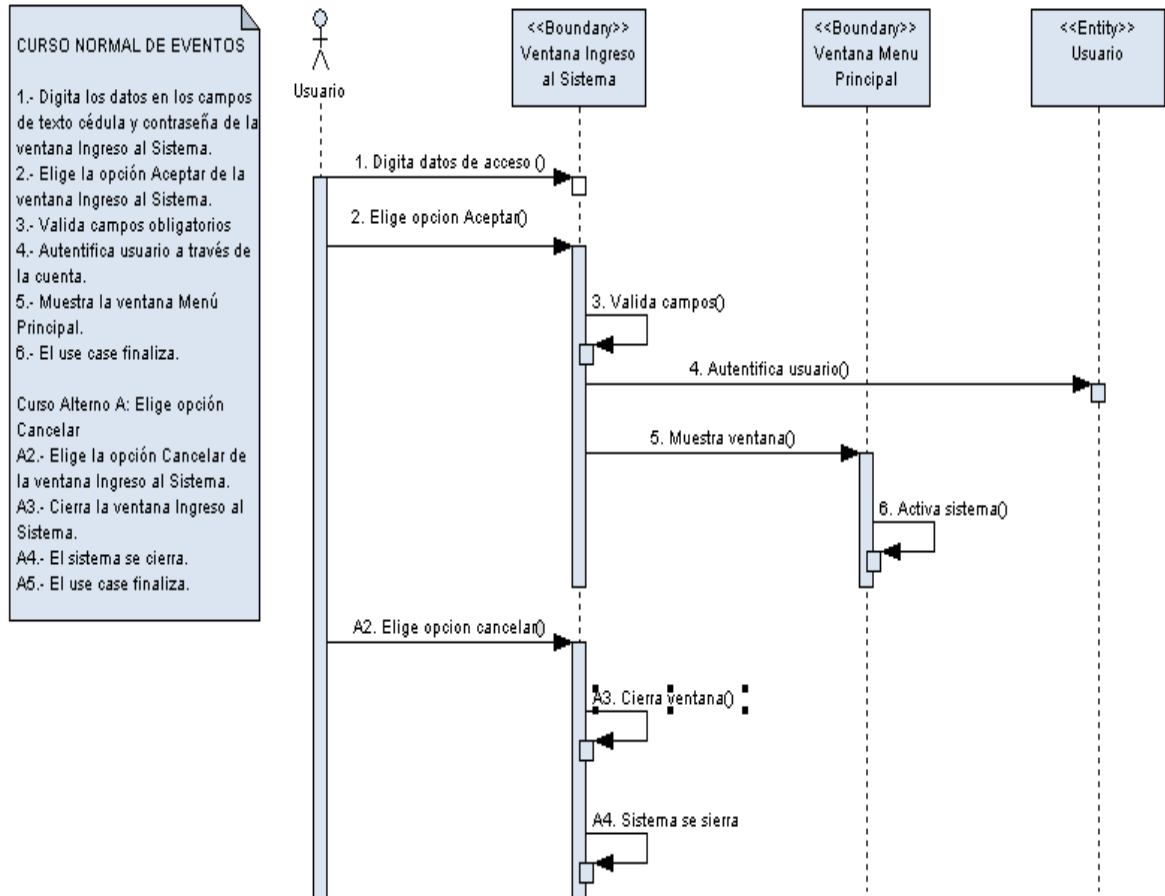 CURSO NORMAL DE EVENTOS
1.- Digita los datos en los campos
de texto cédula y contraseña de la
ventana Ingreso al Sistema.
2.- Elige la opción Aceptar de la
ventana Ingreso al Sistema.
3.- Valida campos obligatorios
4.- Autentifica usuario a través de
la cuenta.
5.- Muestra la ventana Menú
Principal.
6.- El use case finaliza.
Curso Alterno A: Elige opción
Cancelar
A2.- Elige la opción Cancelar de
la ventana Ingreso al Sistema.
A3.- Cierra la ventana Ingreso al
Sistema.
A4.- El sistema se cierra.
A5.- El use case finaliza.
Usuario
<<Boundary>>
Ventana Ingreso
al Sistema
<<Boundary>>
Ventana Menu
Principal
<<Entity>>
Usuario
1. Digita datos de acceso ()
2. Elige opcion Aceptar()
3. Valida campos()
4. Autentifica usuario()
5. Muestra ventana()
6. Activa sistema()
A2. Elige opcion cancelar()
A3. Cierra ventana()
A4. Sistema se sierra